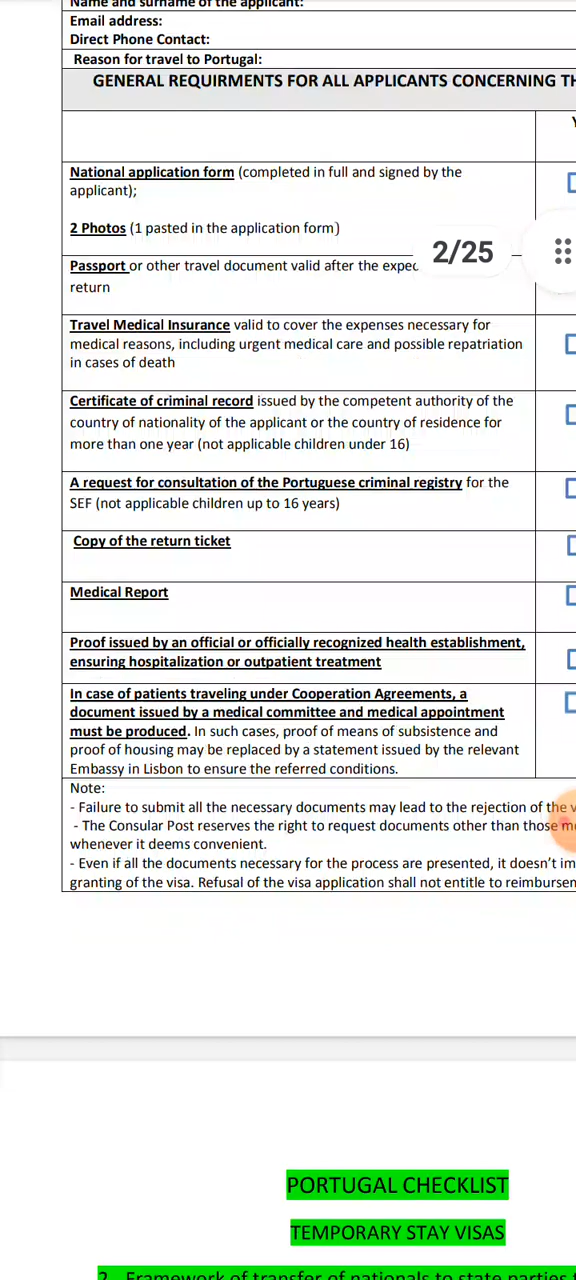 Name and surname of the applicant:
Email address:
Direct Phone Contact:
Reason for travel to Portugal:
GENERAL REQUIRMENTS FOR ALL APPLICANTS CONCERNING
National application form (completed in full and signed by the
applicant);
2 Photos (1 pasted in the application form)
2/25
Passport or other travel document valid after the
return
Travel Medical Insurance valid to cover the expenses necessary for
medical reasons, including urgent medical care and possible repatriation
in cases of death
Certificate of criminal record issued by the competent authority of the
country of nationality of the applicant or the country of residence for
more than one year (not applicable children under 16)
A request for consultation of the Portuguese criminal registry for the
SEF (not applicable children up to 16 years)
Copy of the return ticket
Medical Report
Proof issued by an official or officially recognized health establishment,
ensuring hospitalization or outpatient treatment
In case of patients traveling under Cooperation Agreements, a
document issued by a medical committee and medical appointment
must be produced. In such cases, proof of means of subsistence and
proof of housing may be replaced by a statement issued by the relevant
Embassy in Lisbon to ensure the referred conditions.
Note:
- Failure to submit all the necessary documents may lead to the rejection of the
- The Consular Post reserves the right to request documents other than those
whenever it deems convenient.
- Even if all the documents necessary for the process are presented, it doesn't
granting of the visa. Refusal of the visa application shall not entitle to
PORTUGAL CHECKLIST
TEMPORARY STAY VISAS
2. Framework of transfer of nationals to state parties